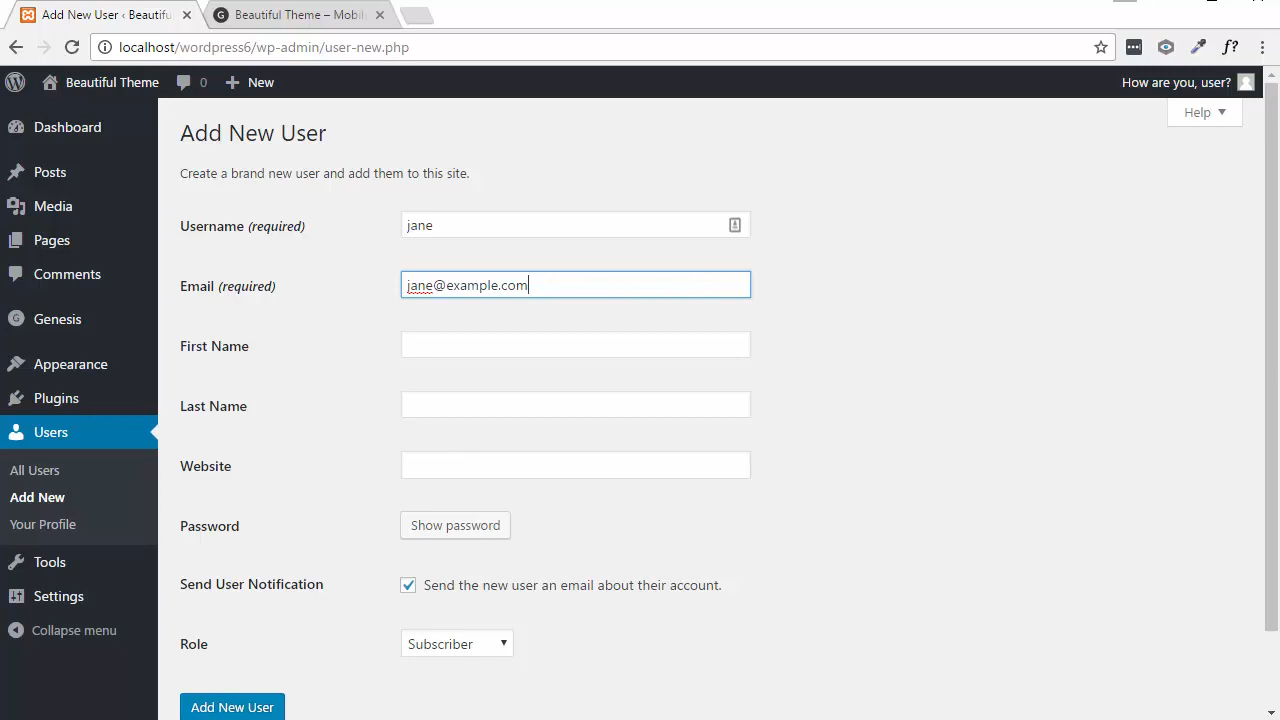 Add New User ‹ Beautifu
Beautiful Theme – Mobile
localhost/wordpress6/wp-admin/user-new.php
f?
Beautiful Theme 0 New How are you, user?
Help
Dashboard
Posts
Media
Pages
Comments
Genesis
Appearance
Plugins
Users
All Users
Add New
Your Profile
Tools
Settings
Collapse menu
Add New User
Create a brand new user and add them to this site.
Username (required) jane
Email (required) jane@example.com
First Name
Last Name
Website
Password Show password
Send User Notification Send the new user an email about their account.
Role Subscriber
Add New User